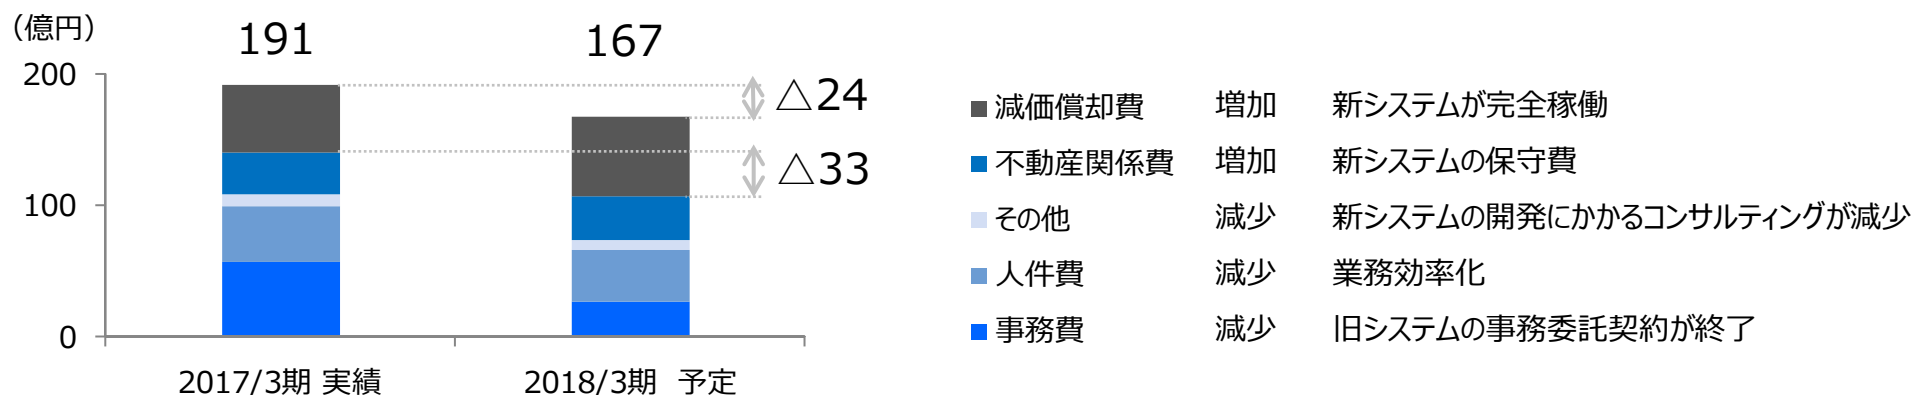 （億円）
191
167
200
100
0
△24
△33
2017/3期 実績
2018/3期 予定
減価償却費 増加 新システムが完全稼働
不動産関係費 増加 新システムの保守費
その他 減少 新システムの開発にかかるコンサルティングが減少
人件費 減少 業務効率化
事務費 減少 旧システムの事務委託契約が終了